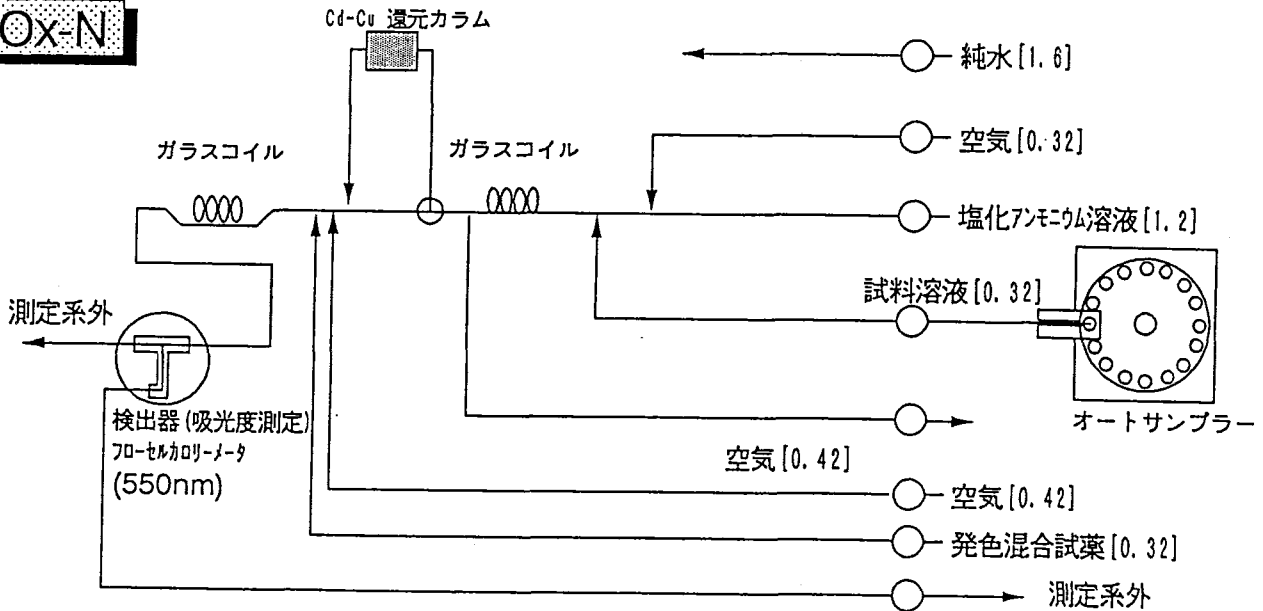 Ox-N
Cd-Cu 還元カラム
純水[1.6]
空気[0.32]
ガラスコイル
ガラスコイル
塩化アンモニウム溶液[1.2]
試料溶液[0.32]
測定系外
検出器(吸光度測定)
フローセルカロリーメータ
(550nm)
オートサンプラー
空気[0.42]
空気[0.42]
発色混合試薬[0.32]
測定系外